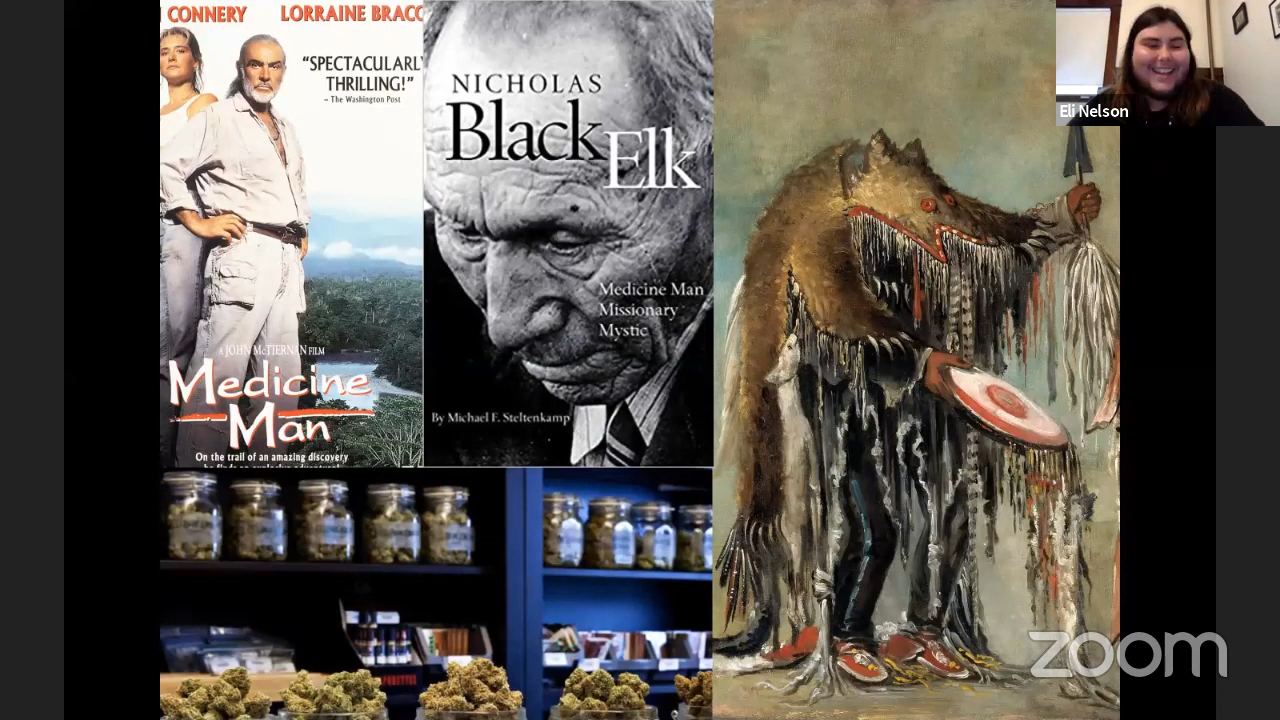 CONNERY LORRAINE BRACC
“SPECTACULARLY
THRILLING!”
– The Washington Post
A JOHN McTIERNAN FILM
Medicine
Man
On the trail of an amazing discovery
NICHOLAS
Black
Elk
Medicine Man
Missionary
Mystic
By Michael F. Steltenkamp
Eli Nelson
zoom